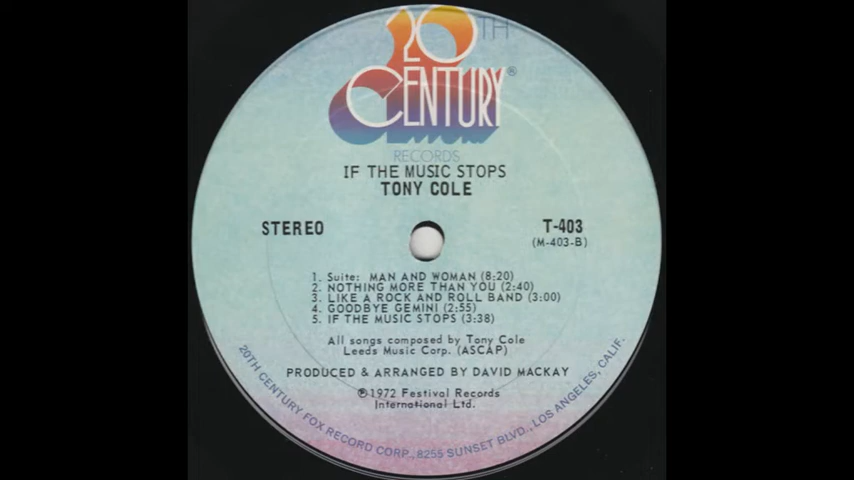 20TH
CENTURY®
RECORDS
IF THE MUSIC STOPS
TONY COLE
STEREO
T-403
(M-403-B)
1. Suite: MAN AND WOMAN (8:20)
2. NOTHING MORE THAN YOU (2:40)
3. LIKE A ROCK AND ROLL BAND (3:00)
4. GOODBYE GEMINI (2:55)
5. IF THE MUSIC STOPS (3:38)
All songs composed by Tony Cole
Leeds Music Corp. (ASCAP)
PRODUCED & ARRANGED BY DAVID MACKAY
℗1972 Festival Records
International Ltd.
20TH CENTURY FOX RECORD CORP., 8255 SUNSET BLVD., LOS ANGELES, CALIF.